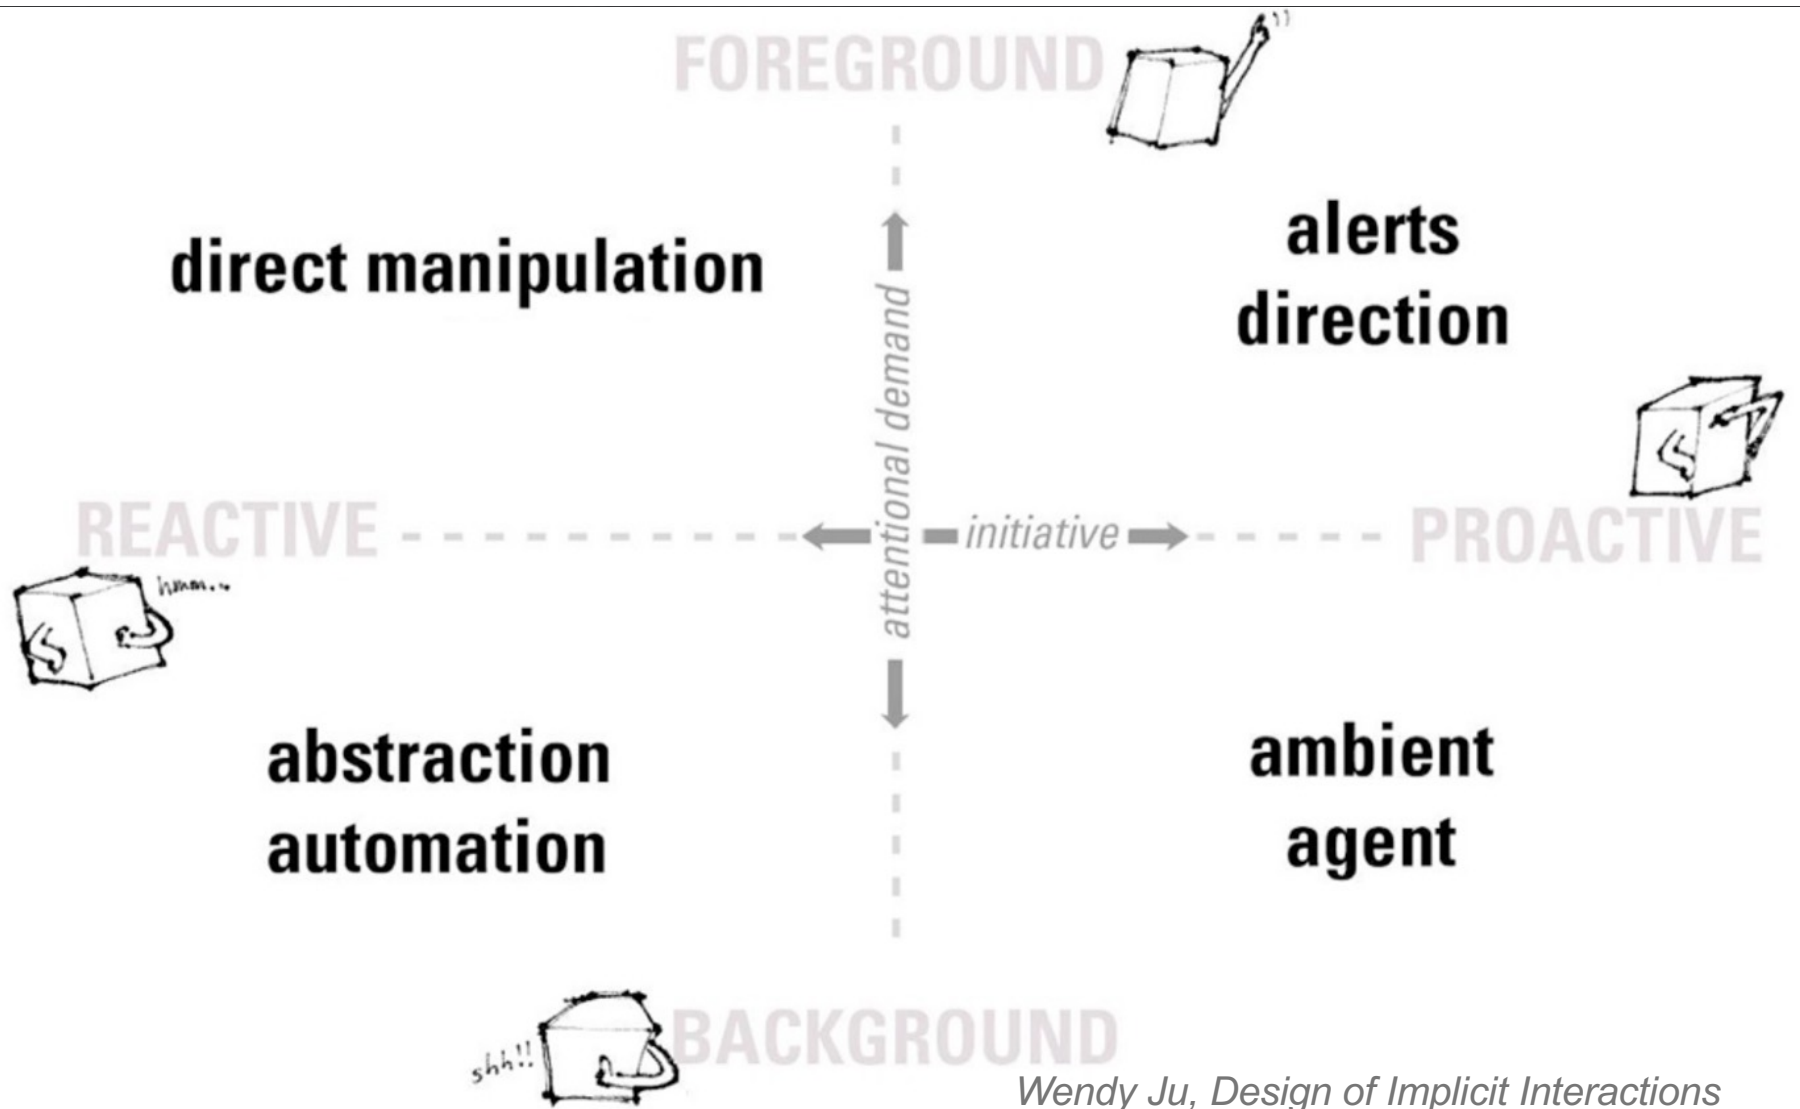 FOREGROUND
direct manipulation
alerts
direction
attentional demand
REACTIVE
initiative
PROACTIVE
hmm..
abstraction
automation
ambient
agent
shh!!
BACKGROUND
Wendy Ju, Design of Implicit Interactions